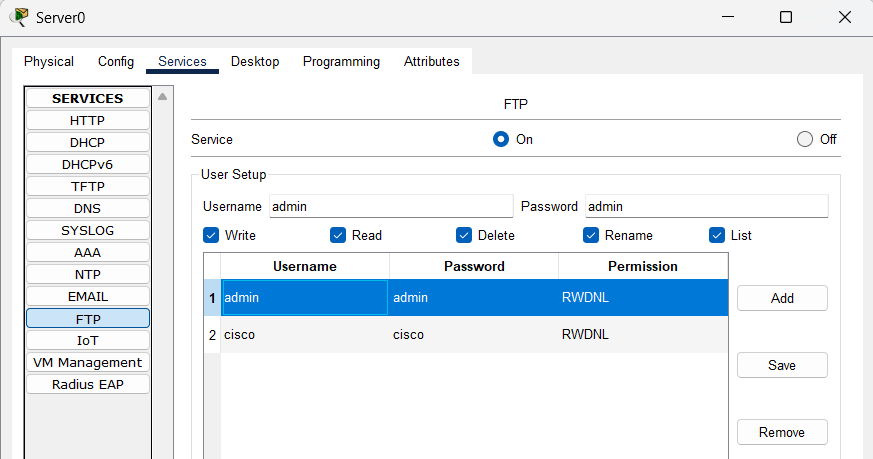 Server0
Physical Config Services Desktop Programming Attributes
SERVICES
HTTP
DHCP
DHCPv6
TFTP
DNS
SYSLOG
AAA
NTP
EMAIL
FTP
IoT
VM Management
Radius EAP
FTP
Service On Off
User Setup
Username admin Password admin
Write Read Delete Rename List
Username Password Permission
1 admin admin RWDNL
2 cisco cisco RWDNL
Add
Save
Remove